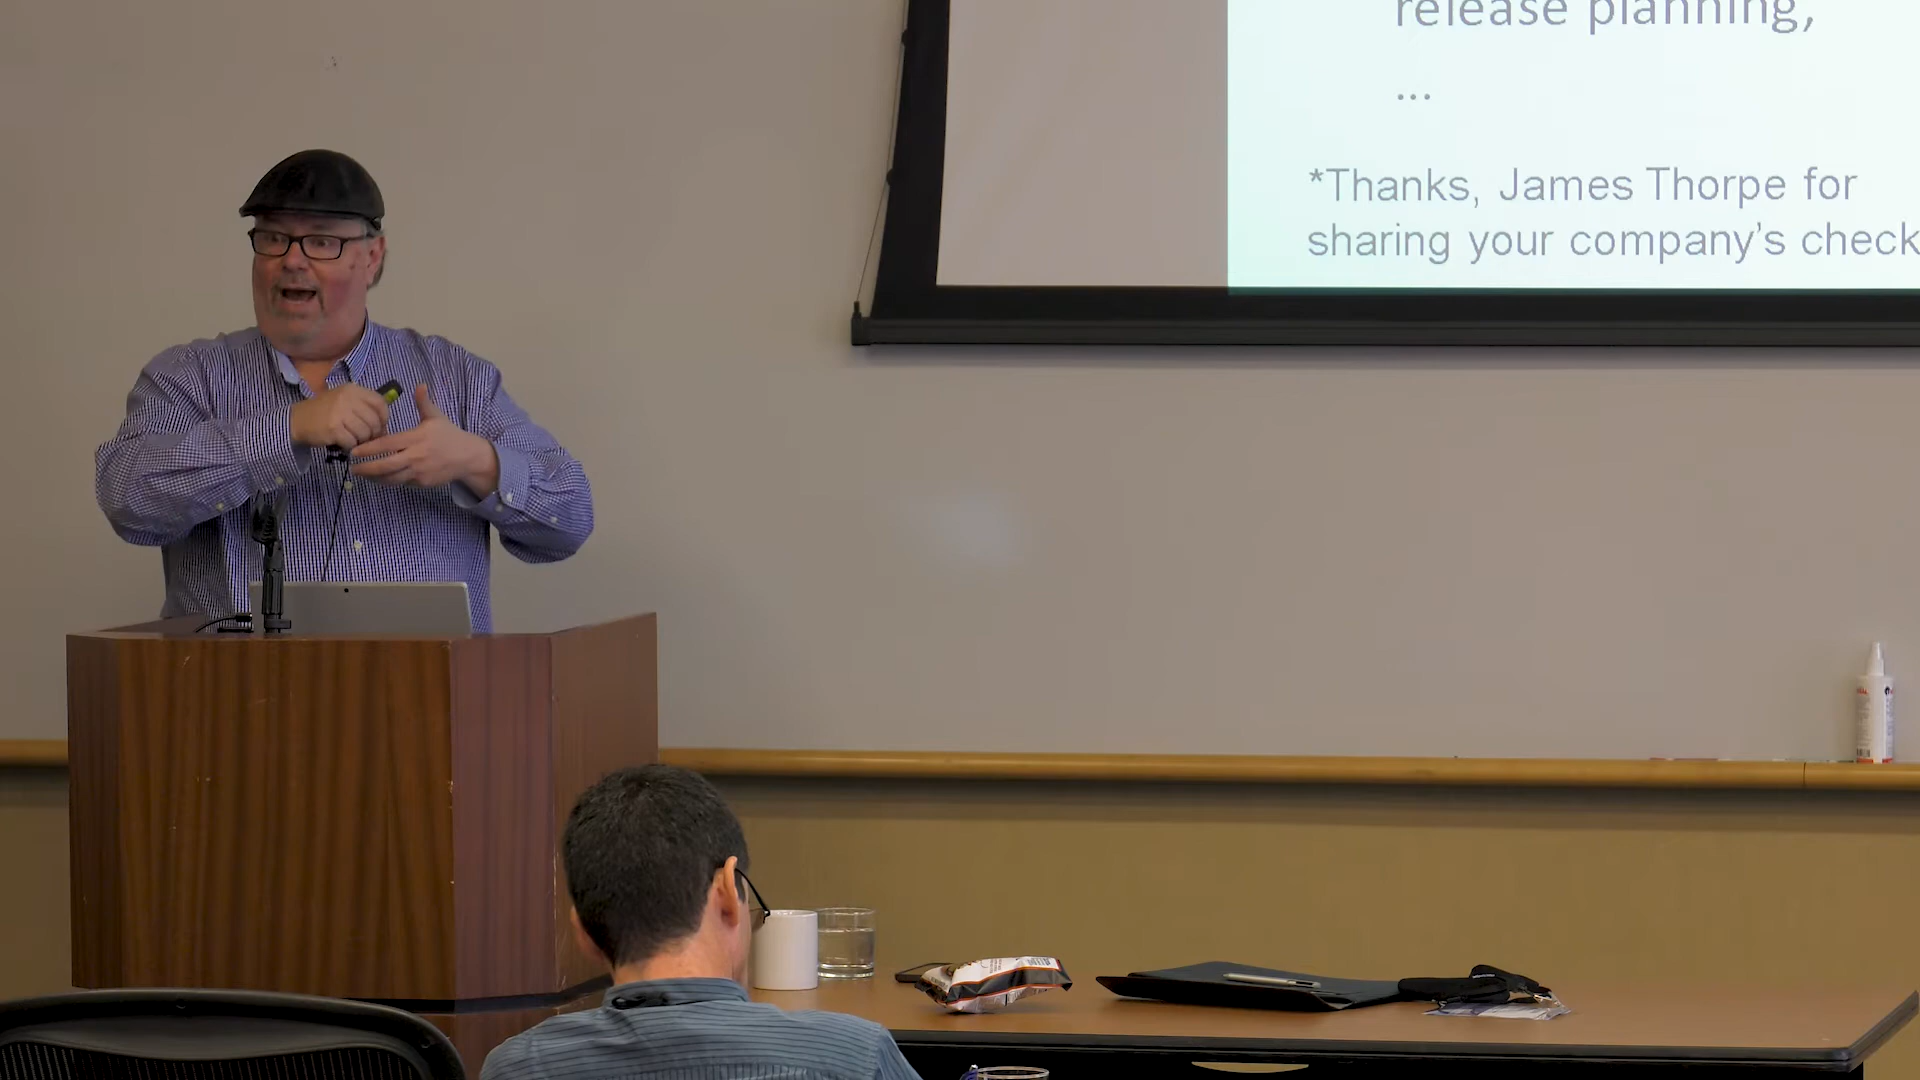 release planning,
...
*Thanks, James Thorpe for
sharing your company's check